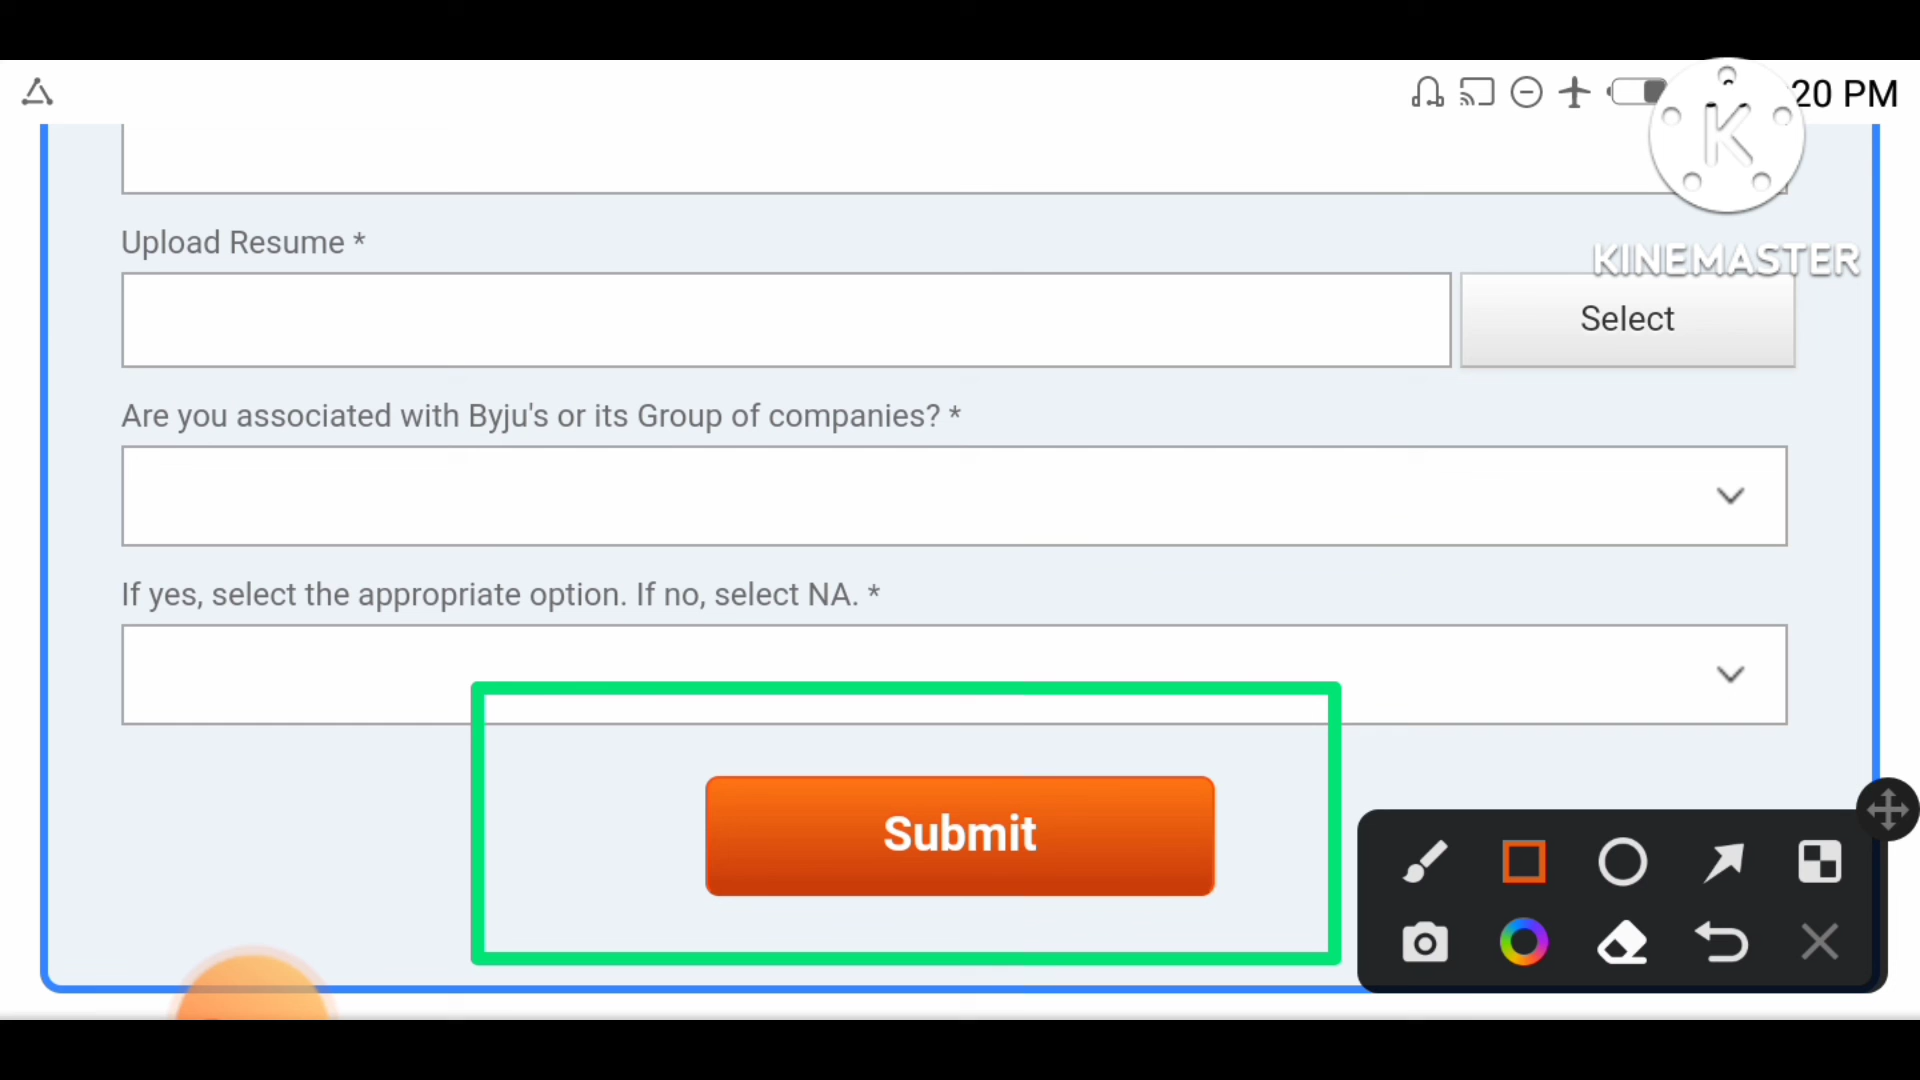 20 PM
K
KINEMASTER
Upload Resume *
Select
Are you associated with Byju's or its Group of companies? *
If yes, select the appropriate option. If no, select NA. *
Submit